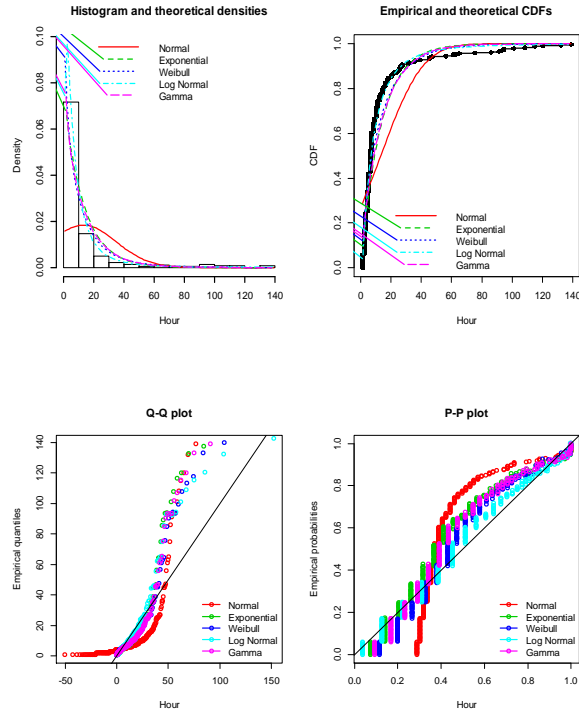 Histogram and theoretical densities
Density
0.00 0.02 0.04 0.06 0.08 0.10
Normal
Exponential
Weibull
Log Normal
Gamma
0 20 40 60 80 100 120 140
Hour
Empirical and theoretical CDFs
CDF
0.0 0.2 0.4 0.6 0.8 1.0
Normal
Exponential
Weibull
Log Normal
Gamma
0 20 40 60 80 100 120 140
Hour
Q-Q plot
Empirical quantiles
0 20 40 60 80 100 120 140
Normal
Exponential
Weibull
Log Normal
Gamma
-50 0 50 100 150
Hour
P-P plot
Empirical probabilities
0.0 0.2 0.4 0.6 0.8 1.0
Normal
Exponential
Weibull
Log Normal
Gamma
0.0 0.2 0.4 0.6 0.8 1.0
Hour